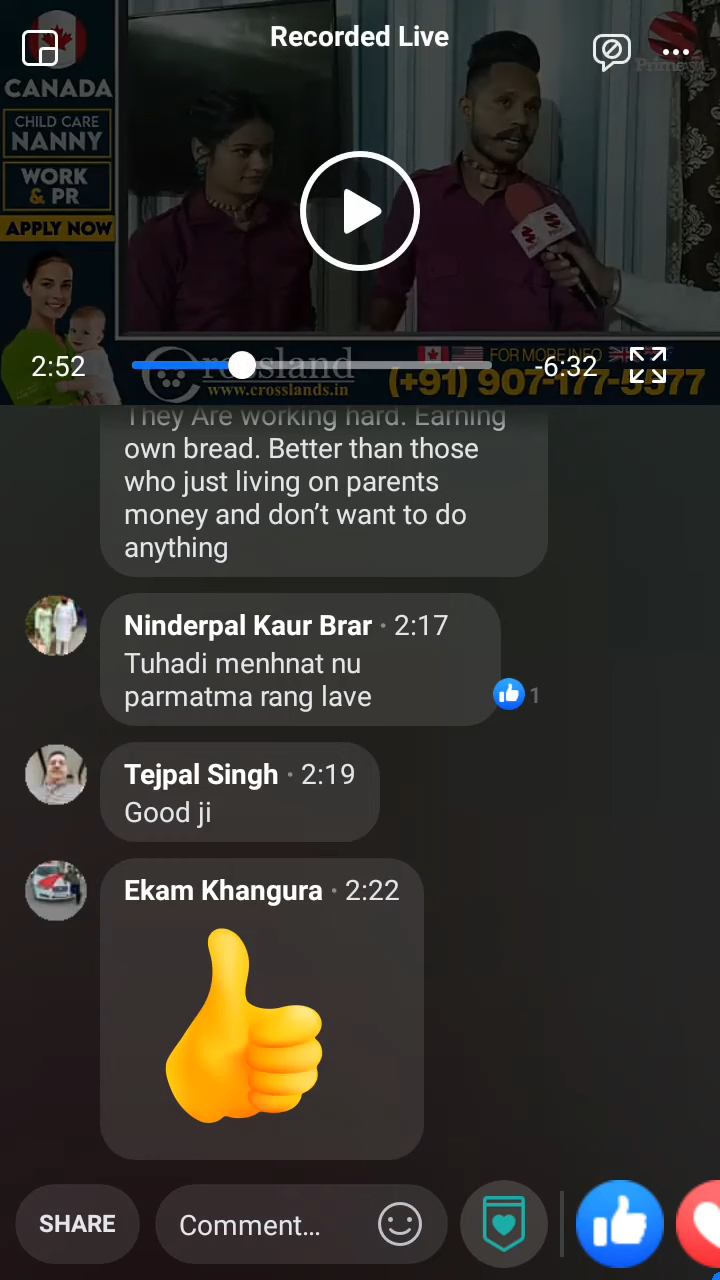 Recorded Live
CANADA
CHILD CARE
NANNY
WORK
& PR
APPLY NOW
2:52
-6:32
Crossland
www.crosslands.in
FOR MORE INFO
(+91) 907-177-5577
They Are working hard. Earning
own bread. Better than those
who just living on parents
money and don’t want to do
anything
Ninderpal Kaur Brar · 2:17
Tuhadi menhnat nu
parmatma rang lave
1
Tejpal Singh · 2:19
Good ji
Ekam Khangura · 2:22
SHARE
Comment...